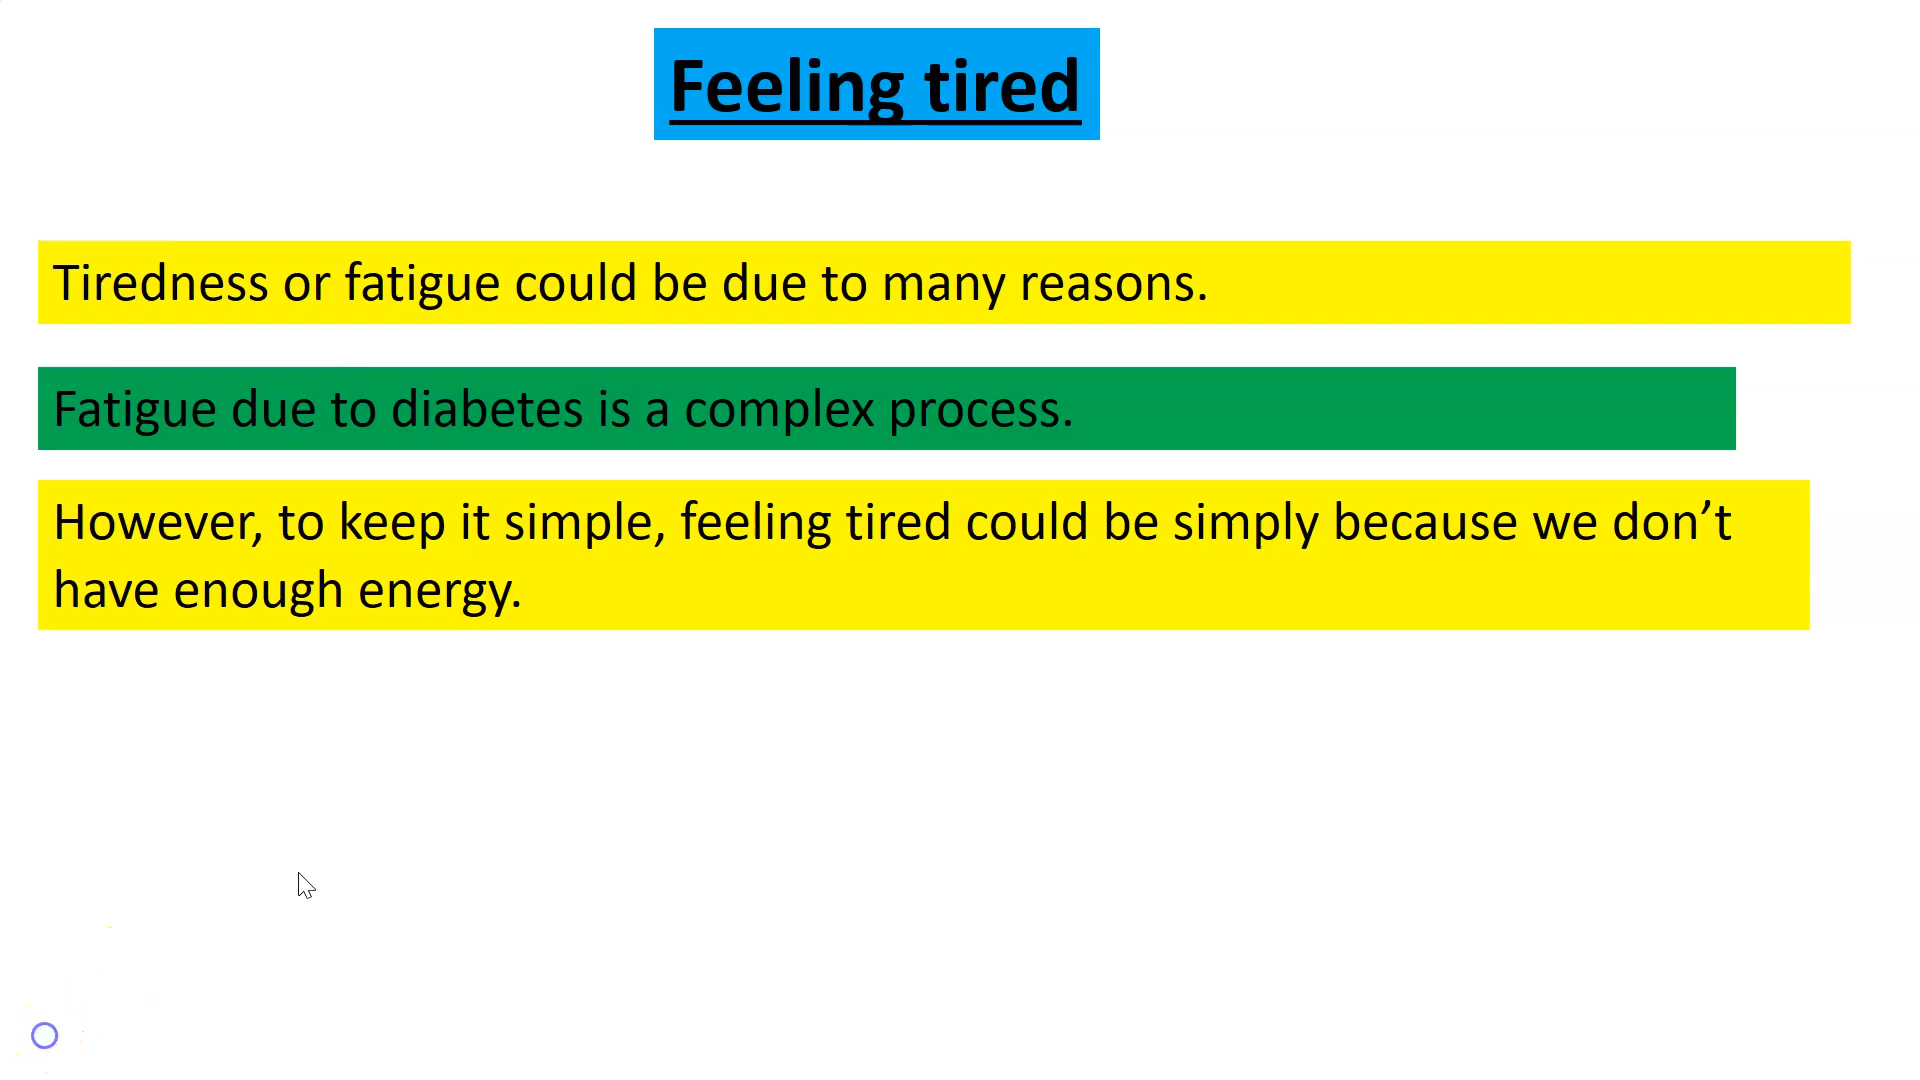 Feeling tired
Tiredness or fatigue could be due to many reasons.
Fatigue due to diabetes is a complex process.
However, to keep it simple, feeling tired could be simply because we don’t
have enough energy.